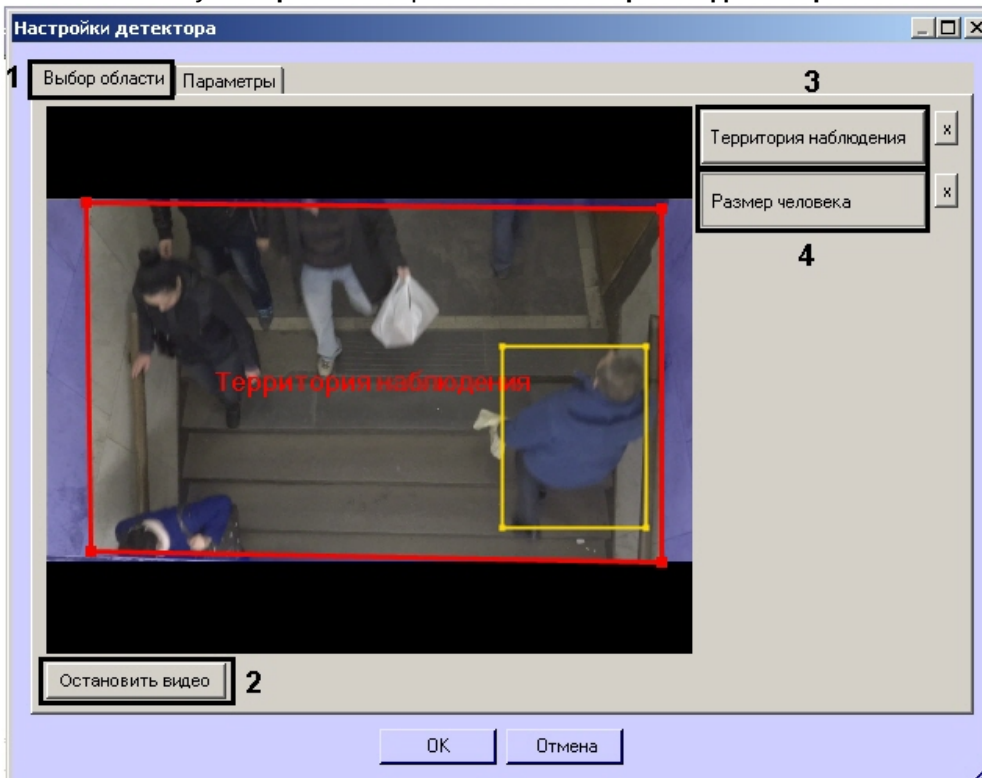 Настройки детектора
1
Выбор области
Параметры
3
Территория наблюдения
x
Размер человека
x
4
Территория наблюдения
Остановить видео
2
OK
Отмена